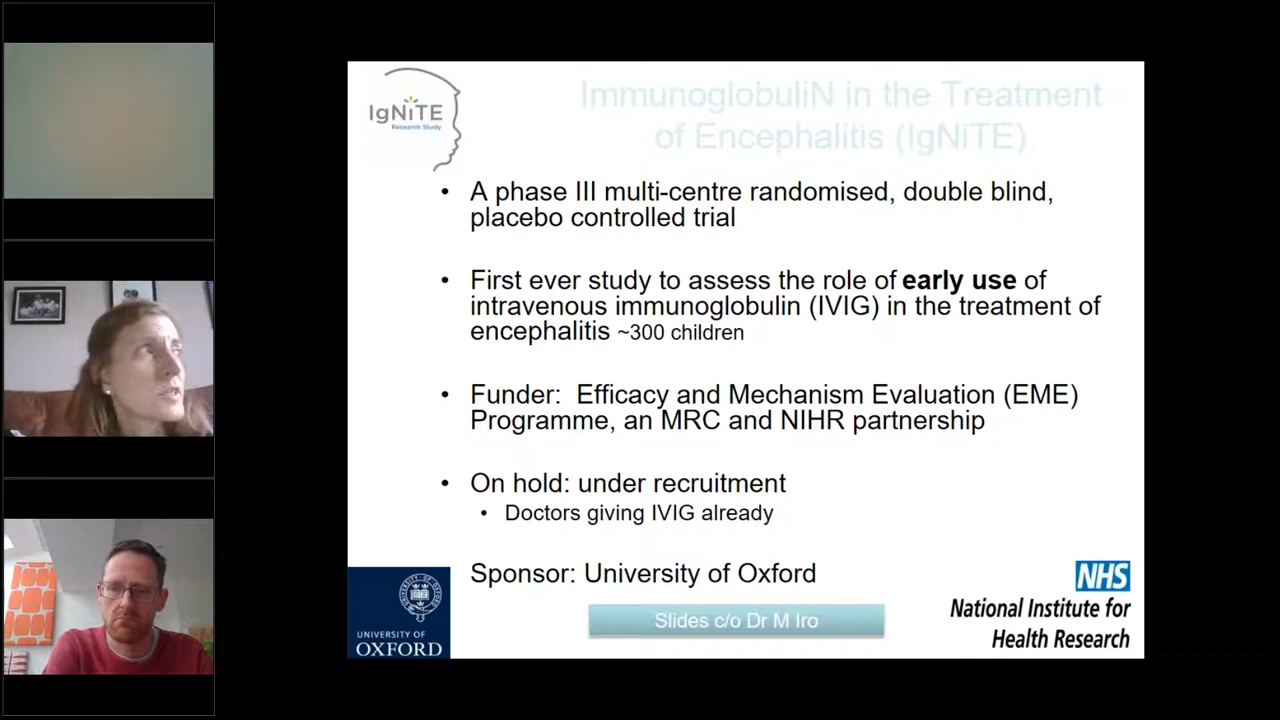 IgNiTE
Research Study
ImmunoglobuliN in the Treatment
of Encephalitis (IgNiTE)
• A phase III multi-centre randomised, double blind,
placebo controlled trial
• First ever study to assess the role of early use of
intravenous immunoglobulin (IVIG) in the treatment of
encephalitis ~300 children
• Funder: Efficacy and Mechanism Evaluation (EME)
Programme, an MRC and NIHR partnership
• On hold: under recruitment
• Doctors giving IVIG already
Sponsor: University of Oxford
Slides c/o Dr M Iro
UNIVERSITY OF
OXFORD
NHS
National Institute for
Health Research